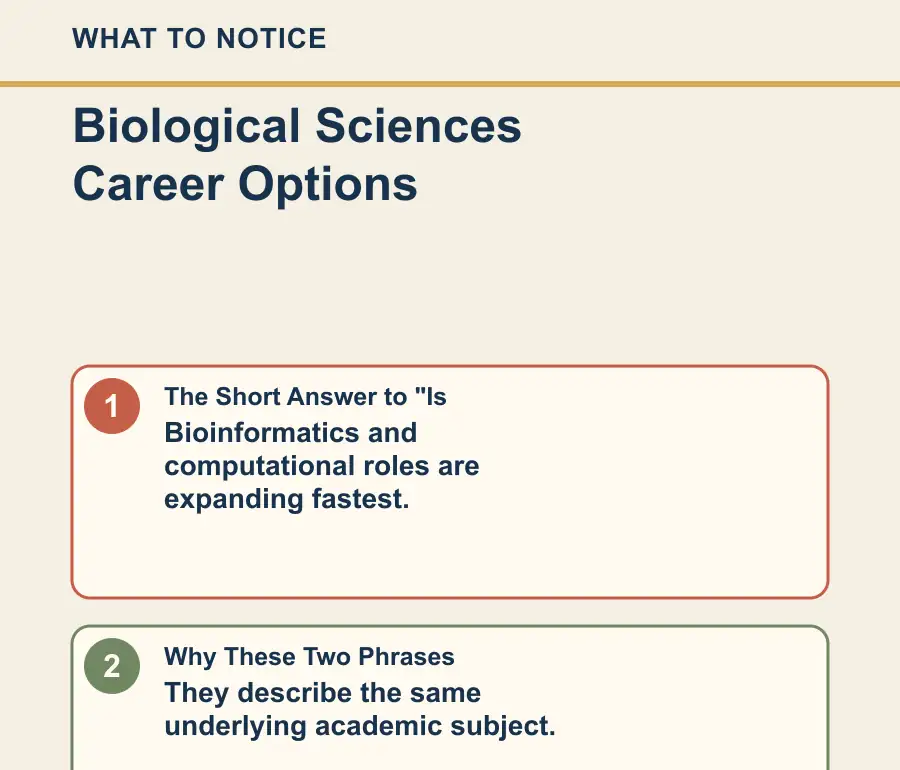 WHAT TO NOTICE
Biological Sciences
Career Options
1
The Short Answer to "Is
Bioinformatics and
computational roles are
expanding fastest.
2
Why These Two Phrases
They describe the same
underlying academic subject.